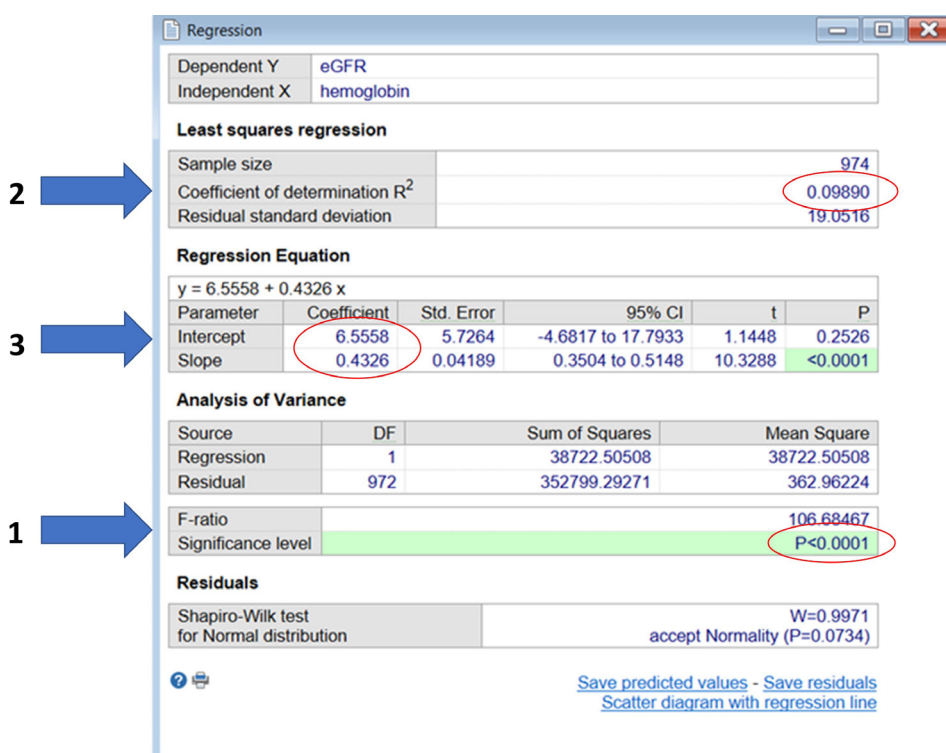 Regression
Dependent Y eGFR
Independent X hemoglobin
Least squares regression
Sample size 974
2 Coefficient of determination R² 0.09890
Residual standard deviation 19.0516
Regression Equation
y = 6.5558 + 0.4326 x
Parameter Coefficient Std. Error 95% CI t P
3 Intercept 6.5558 5.7264 -4.6817 to 17.7933 1.1448 0.2526
Slope 0.4326 0.04189 0.3504 to 0.5148 10.3288 <0.0001
Analysis of Variance
Source DF Sum of Squares Mean Square
Regression 1 38722.50508 38722.50508
Residual 972 352799.29271 362.96224
1 F-ratio 106.68467
Significance level P<0.0001
Residuals
Shapiro-Wilk test W=0.9971
for Normal distribution accept Normality (P=0.0734)
Save predicted values - Save residuals
Scatter diagram with regression line